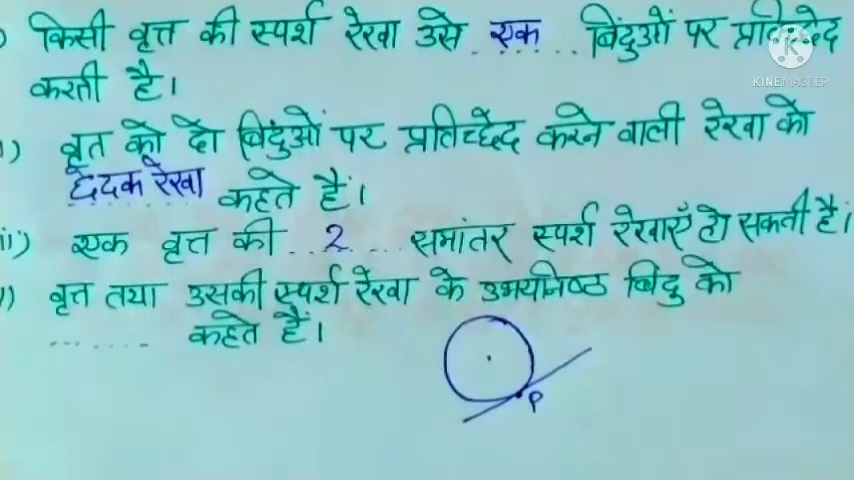 ) किसी वृत्त की स्पर्श रेखा उसे ..एक.... बिंदुओं पर प्रतिच्छेद
करती है।
i) वृत को दो बिंदुओं पर प्रतिच्छेद करने वाली रेखा को
छेदक रेखा कहते हैं।
ii) एक वृत्त की ...2..... समांतर स्पर्श रेखाएँ हो सकती है।
v) वृत्त तथा उसकी स्पर्श रेखा के उभयनिष्ठ बिंदु को
....... कहते हैं।
P
K
KINEMASTER